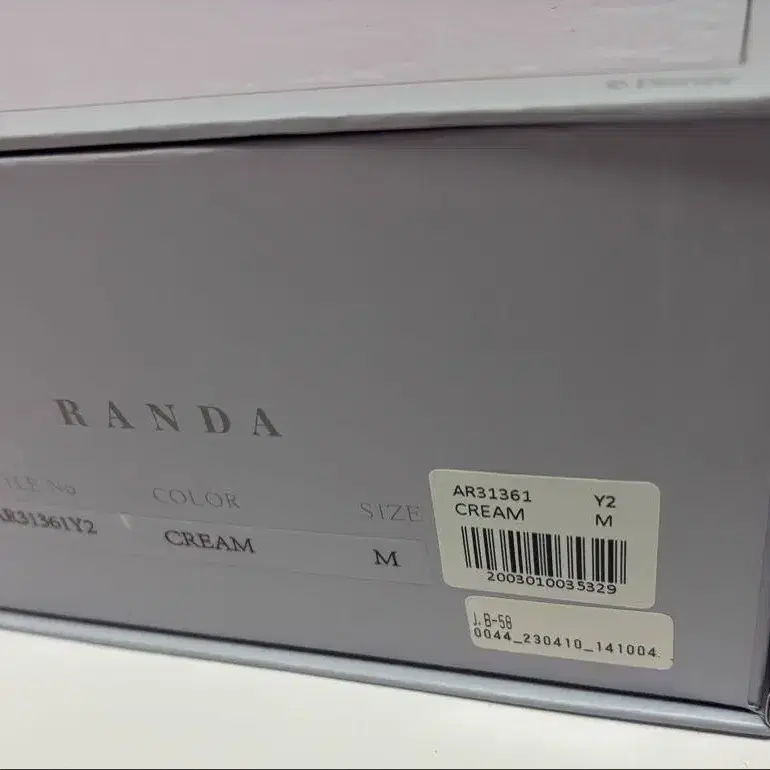 RANDA
COLOR
SIZE
AR31361Y2
CREAM
M
AR31361 Y2
CREAM M
2003010035329
J.B-58
0044_230410_141004.